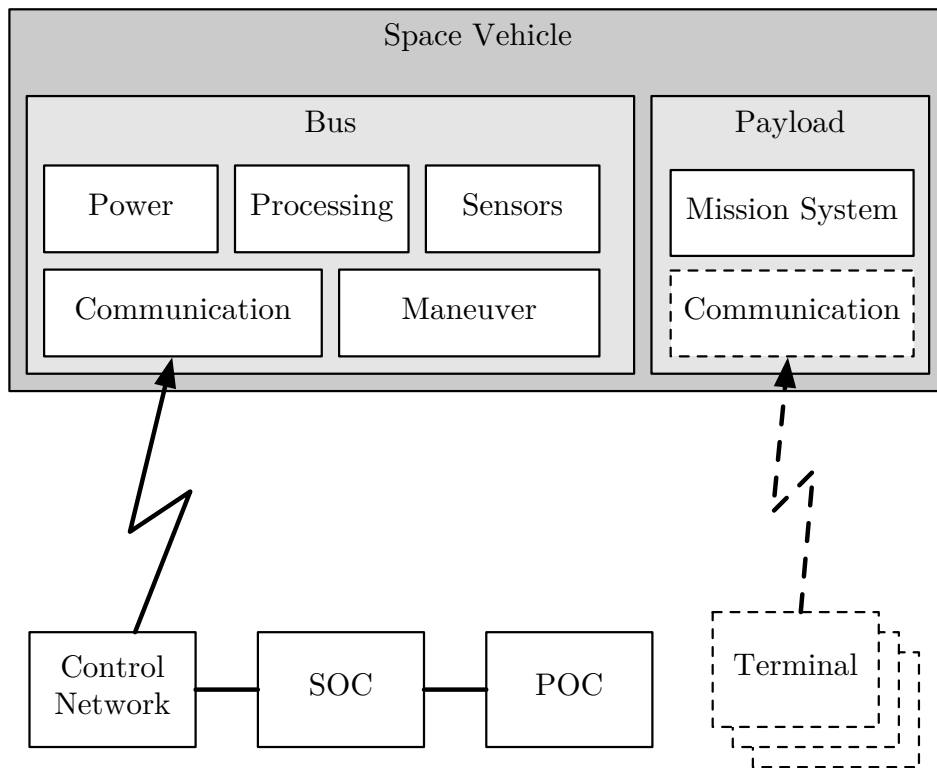 Space Vehicle
Bus
Payload
Power
Processing
Sensors
Mission System
Communication
Maneuver
Communication
Control
Network
SOC
POC
Terminal